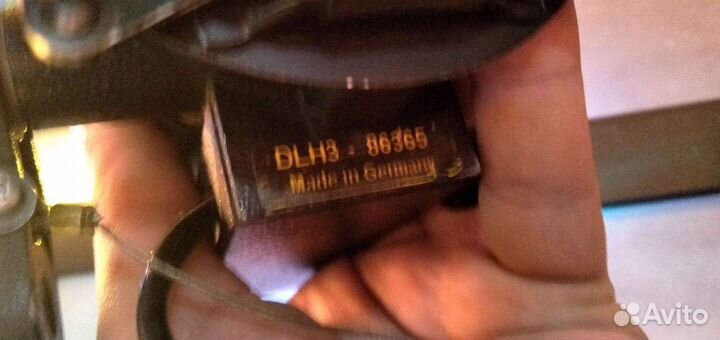 DLH3 - 86365
Made in Germany
Avito